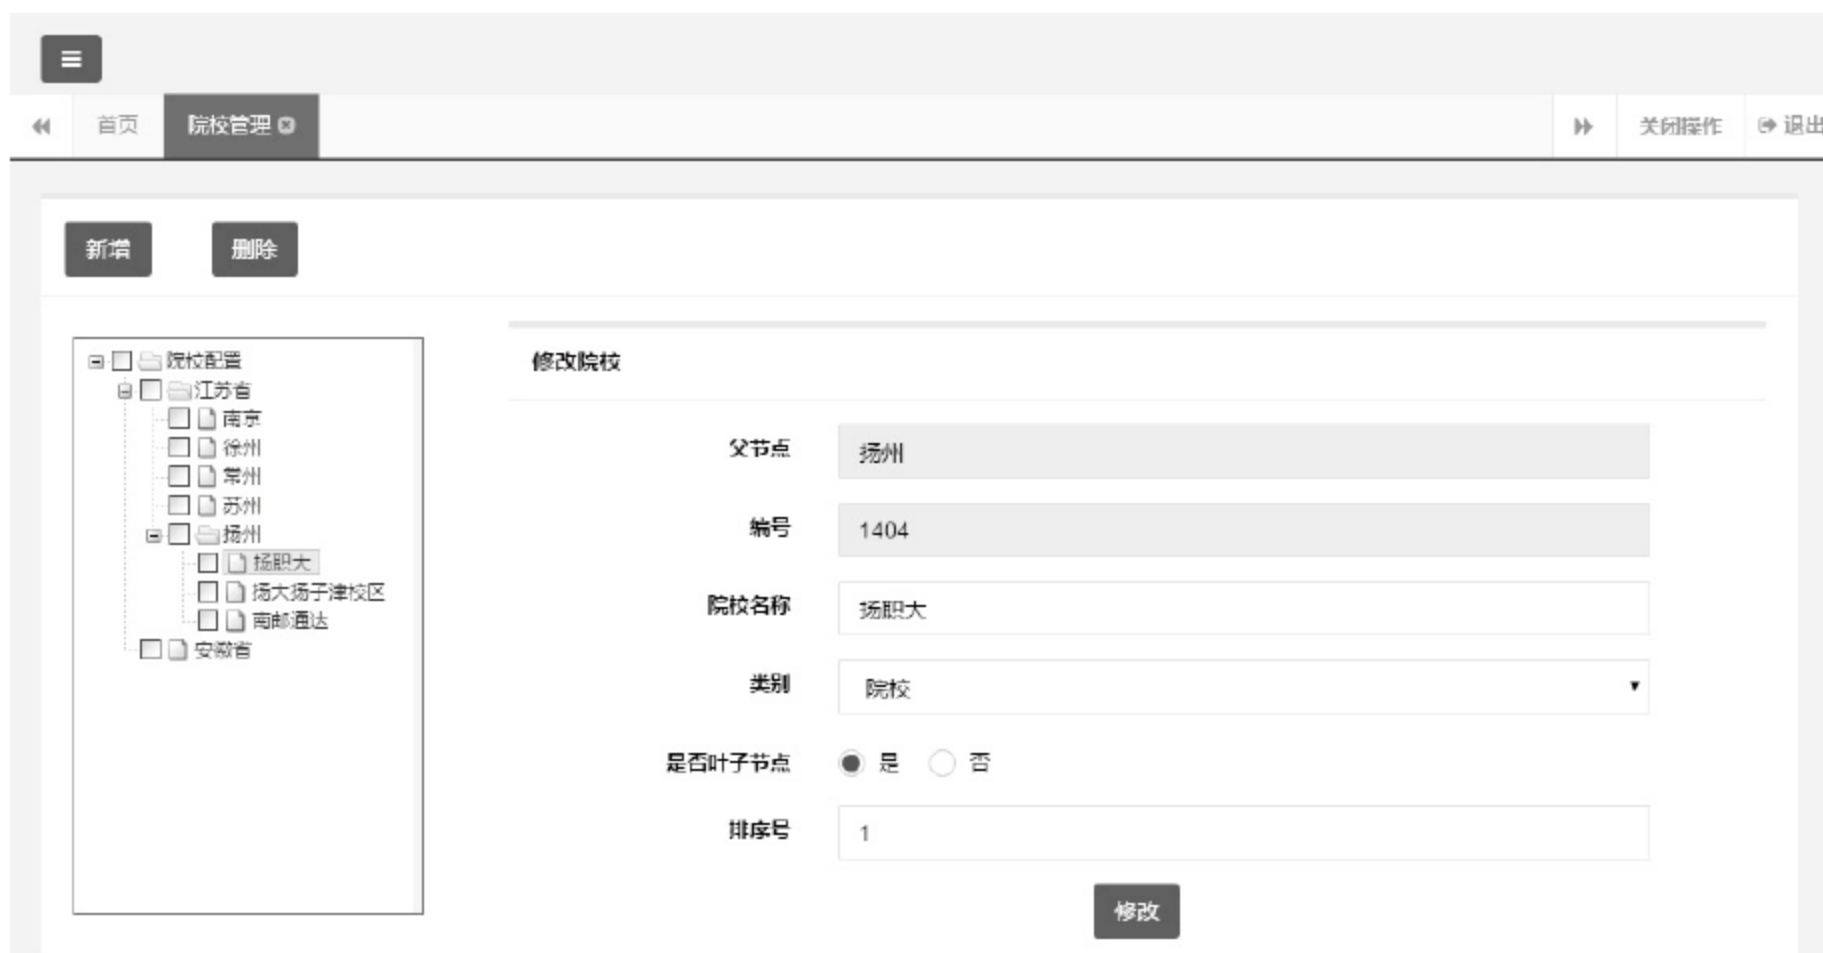 首页
院校管理
关闭操作
退出
新增
删除
院校配置
江苏省
南京
徐州
常州
苏州
扬州
扬职大
扬大扬子津校区
南邮通达
安徽省
修改院校
父节点 扬州
编号 1404
院校名称 扬职大
类别 院校
是否叶子节点 是 否
排序号 1
修改